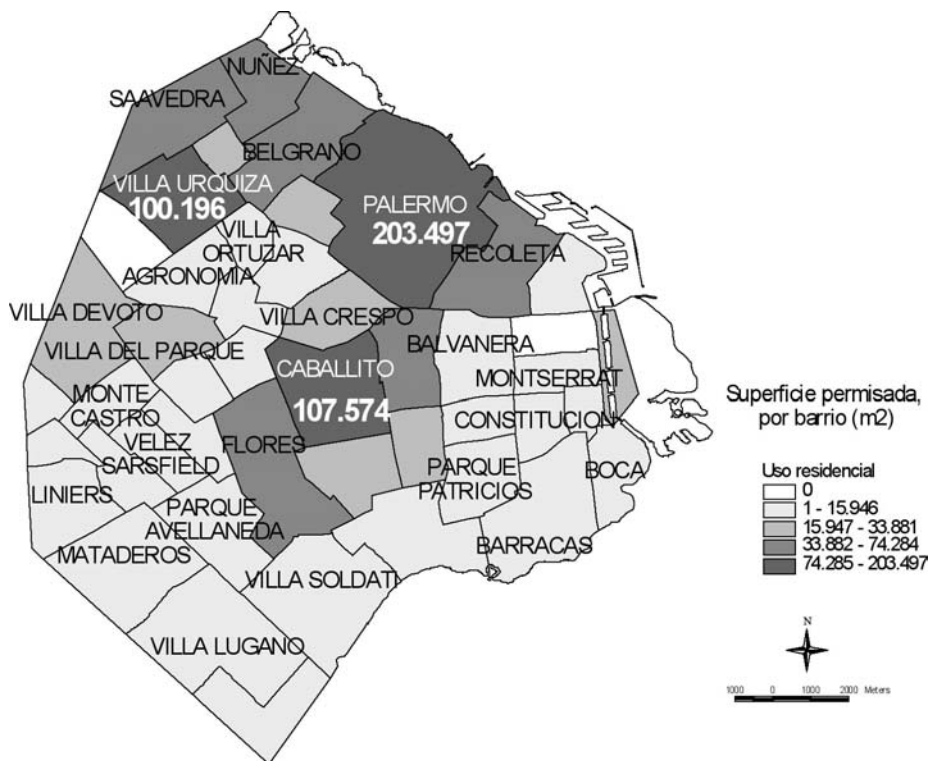 NUÑEZ
SAAVEDRA
BELGRANO
VILLA URQUIZA
100.196
PALERMO
203.497
VILLA
ORTUZAR
RECOLETA
AGRONOMIA
VILLA DEVOTO
VILLA CRESPO
VILLA DEL PARQUE
BALVANERA
CABALLITO
107.574
MONTSERRAT
MONTE
CASTRO
CONSTITUCION
VELEZ
SARSFIELD
FLORES
LINIERS
PARQUE
PATRICIOS
BOCA
PARQUE
AVELLANEDA
MATADEROS
BARRACAS
VILLA SOLDATI
VILLA LUGANO
Superficie permisada,
por barrio (m2)
Uso residencial
0
1 - 15.946
15.947 - 33.881
33.882 - 74.284
74.285 - 203.497
N
1000 0 1000 2000 Meters